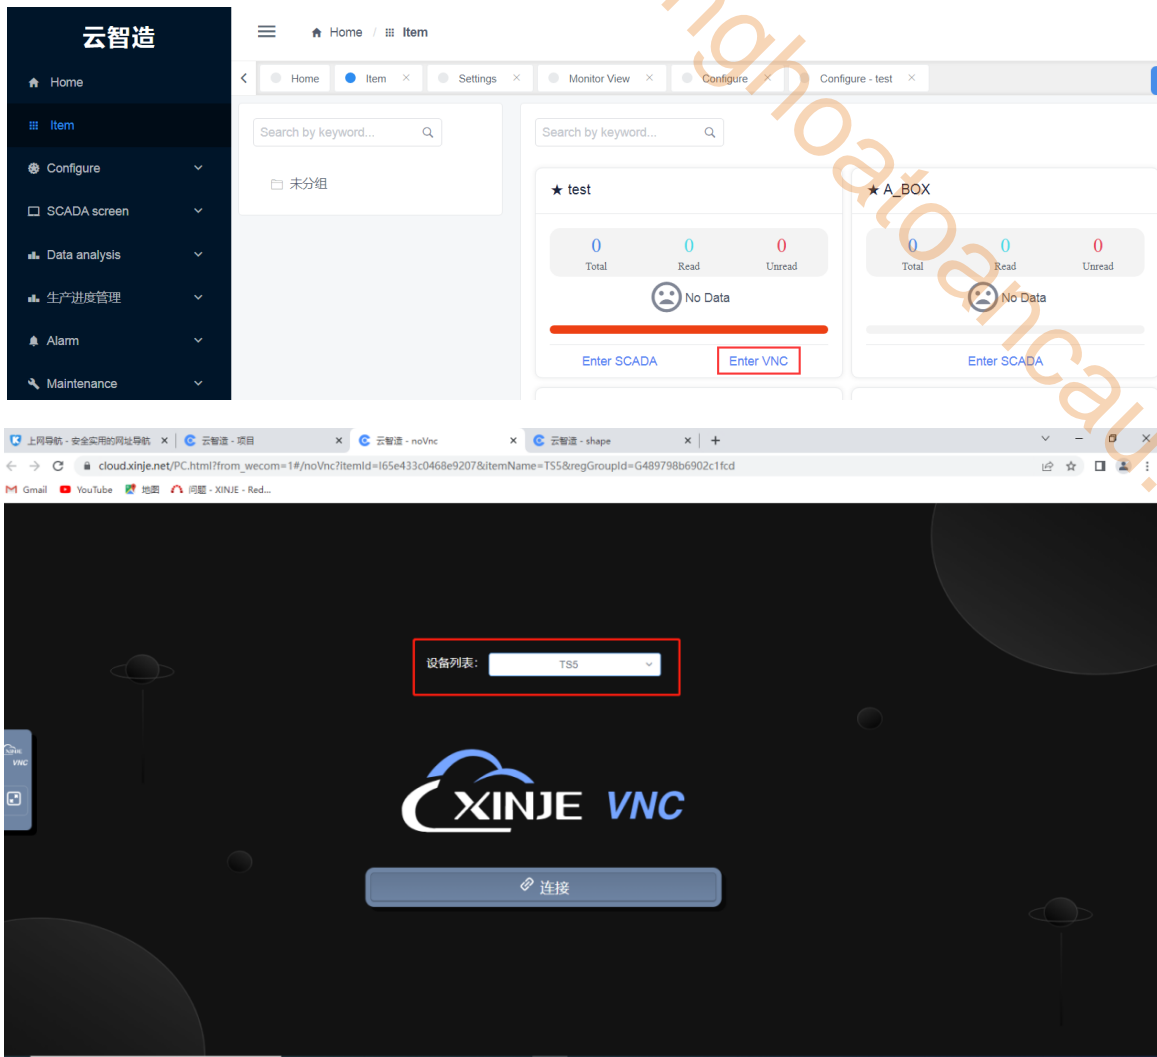 云智造
Home / Item
Home
Home Item × Settings × Monitor View × Configure × Configure - test ×
Item
Search by keyword... Search by keyword...
Configure
未分组
★ test ★ A_BOX
SCADA screen
0 0 0 0 0 0
Data analysis
Total Read Unread Total Read Unread
生产进度管理
No Data No Data
Alarm
Enter SCADA Enter VNC Enter SCADA
Maintenance
上网导航 - 安全实用的网址导航 × 云智造 - 项目 × 云智造 - noVnc × 云智造 - shape × +
cloud.xinje.net/PC.html?from_wecom=1#/noVnc?itemId=I65e433c0468e9207&itemName=TS5&regGroupId=G489798b6902c1fcd
Gmail YouTube 地图 问题 - XINJE - Red...
设备列表: TS5
XINJE
VNC
XINJE VNC
连接
nghoatoancau.